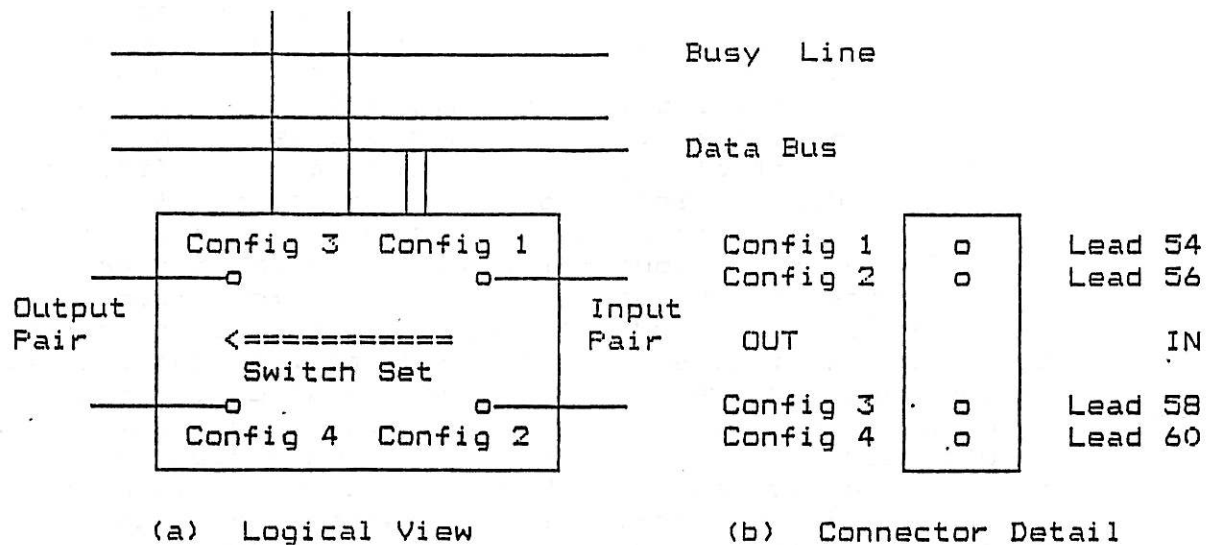 Busy Line
Data Bus
Config 3 Config 1
Output
Pair
Input
Pair
<===========
Switch Set
Config 4 Config 2
(a) Logical View
Config 1 Lead 54
Config 2 Lead 56
OUT IN
Config 3 Lead 58
Config 4 Lead 60
(b) Connector Detail